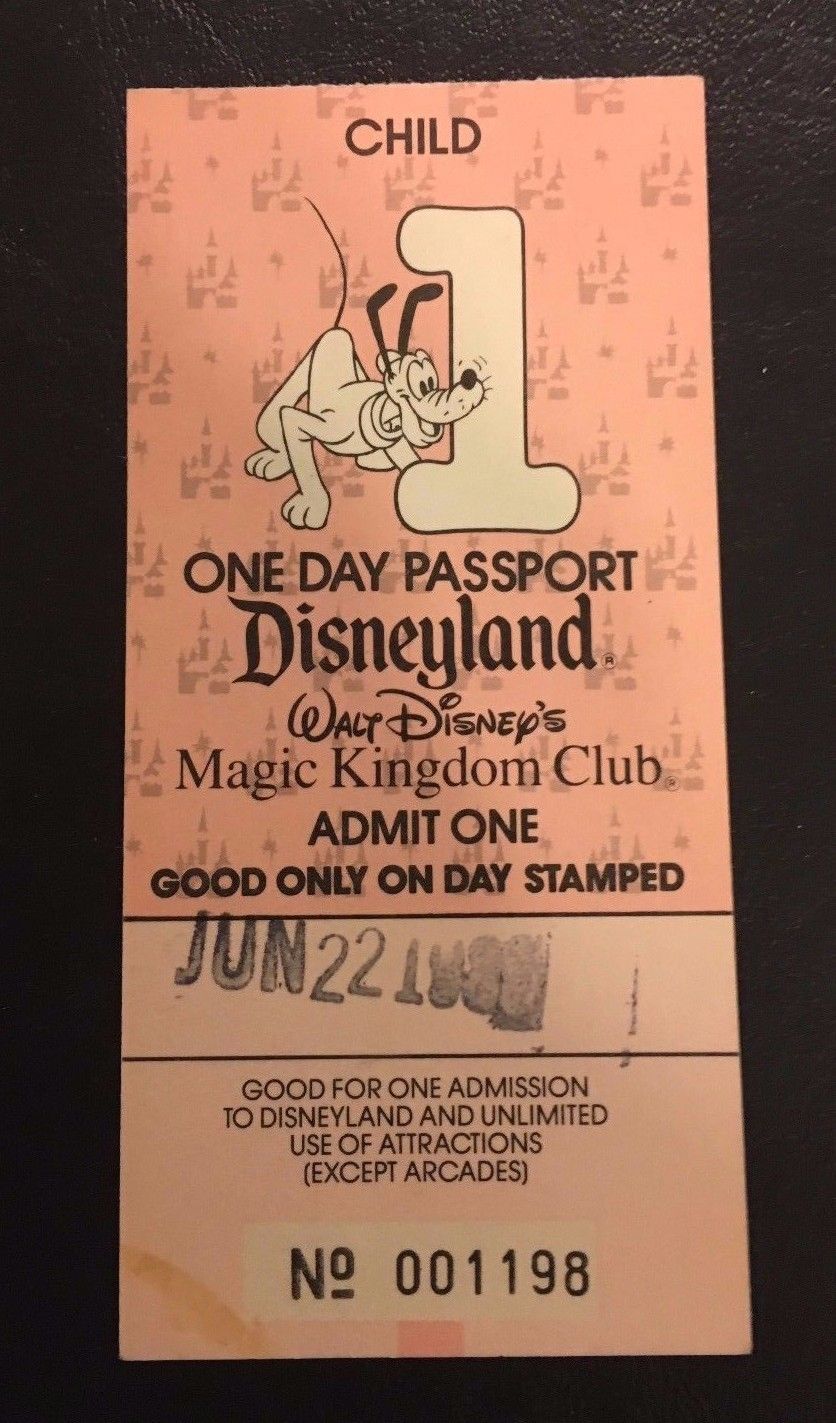 CHILD
1
ONE DAY PASSPORT
Disneyland®
WALT DISNEY'S
Magic Kingdom Club®
ADMIT ONE
GOOD ONLY ON DAY STAMPED
JUN 22
GOOD FOR ONE ADMISSION
TO DISNEYLAND AND UNLIMITED
USE OF ATTRACTIONS
(EXCEPT ARCADES)
Nº 001198